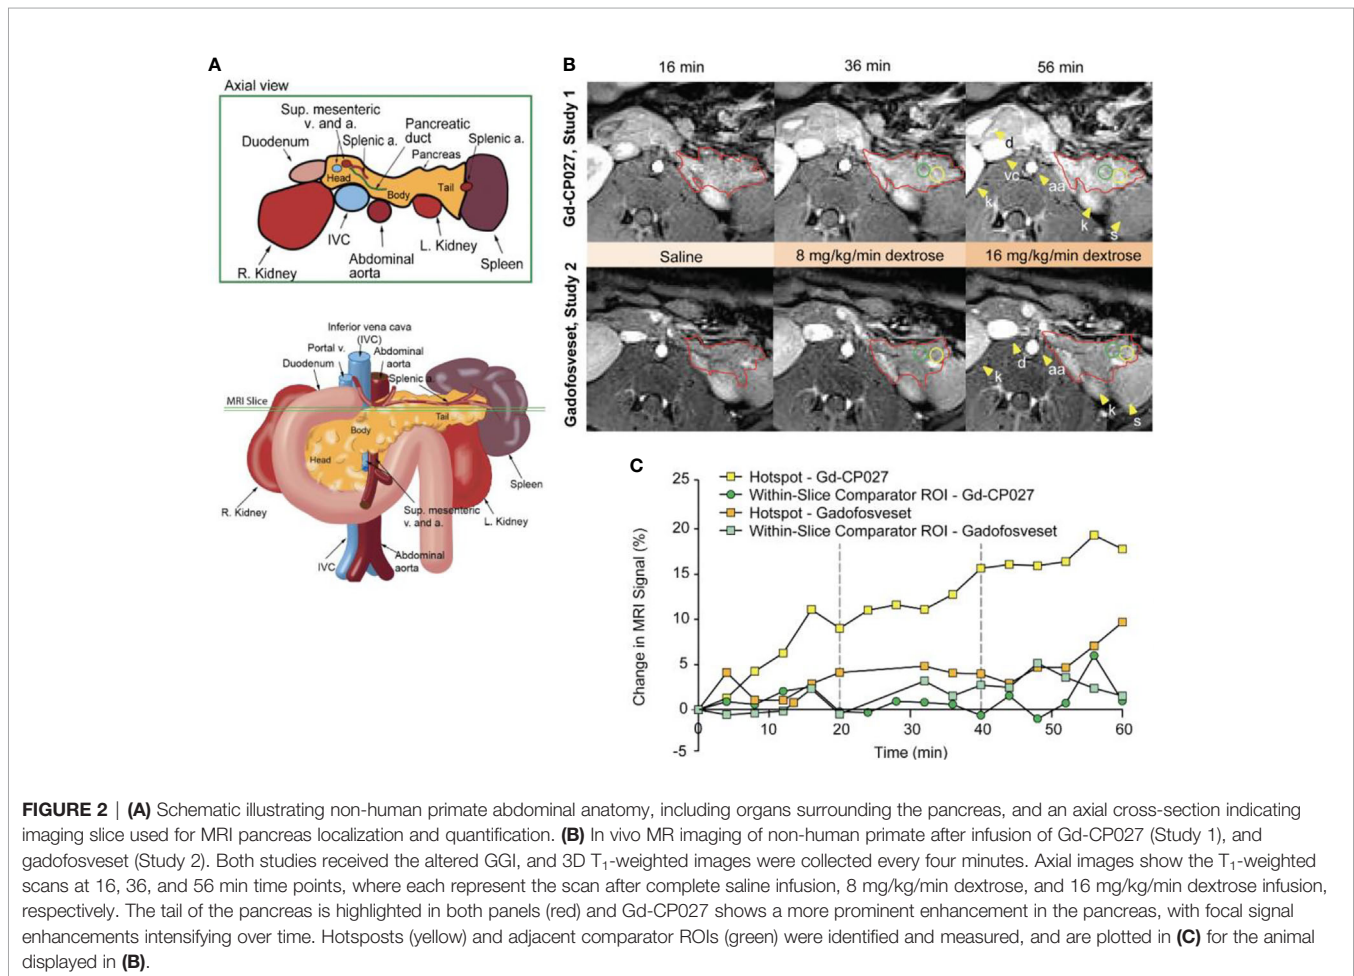 A
Axial view
Sup. mesenteric
v. and a.
Splenic a.
Pancreatic
duct
Splenic a.
Duodenum
Pancreas
Head
Body
Tail
IVC
L. Kidney
Abdominal
aorta
R. Kidney
Spleen
Inferior vena cava
(IVC)
Portal v.
Abdominal
aorta
Duodenum
Splenic a.
MRI Slice
Tail
Body
Head
Spleen
Sup. mesenteric
v. and a.
R. Kidney
L. Kidney
IVC
Abdominal
aorta
B
16 min
36 min
56 min
Gd-CP027, Study 1
d
vc
aa
k
k
s
Saline
8 mg/kg/min dextrose
16 mg/kg/min dextrose
Gadofosveset, Study 2
d
aa
k
k
s
C
Hotspot - Gd-CP027
Within-Slice Comparator ROI - Gd-CP027
Hotspot - Gadofosveset
Within-Slice Comparator ROI - Gadofosveset
Change in MRI Signal (%)
25
20
15
10
5
0
-5
0
10
20
30
40
50
60
Time (min)
FIGURE 2 | (A) Schematic illustrating non-human primate abdominal anatomy, including organs surrounding the pancreas, and an axial cross-section indicating
imaging slice used for MRI pancreas localization and quantification. (B) In vivo MR imaging of non-human primate after infusion of Gd-CP027 (Study 1), and
gadofosveset (Study 2). Both studies received the altered GGI, and 3D T₁-weighted images were collected every four minutes. Axial images show the T₁-weighted
scans at 16, 36, and 56 min time points, where each represent the scan after complete saline infusion, 8 mg/kg/min dextrose, and 16 mg/kg/min dextrose infusion,
respectively. The tail of the pancreas is highlighted in both panels (red) and Gd-CP027 shows a more prominent enhancement in the pancreas, with focal signal
enhancements intensifying over time. Hotsposts (yellow) and adjacent comparator ROIs (green) were identified and measured, and are plotted in (C) for the animal
displayed in (B).